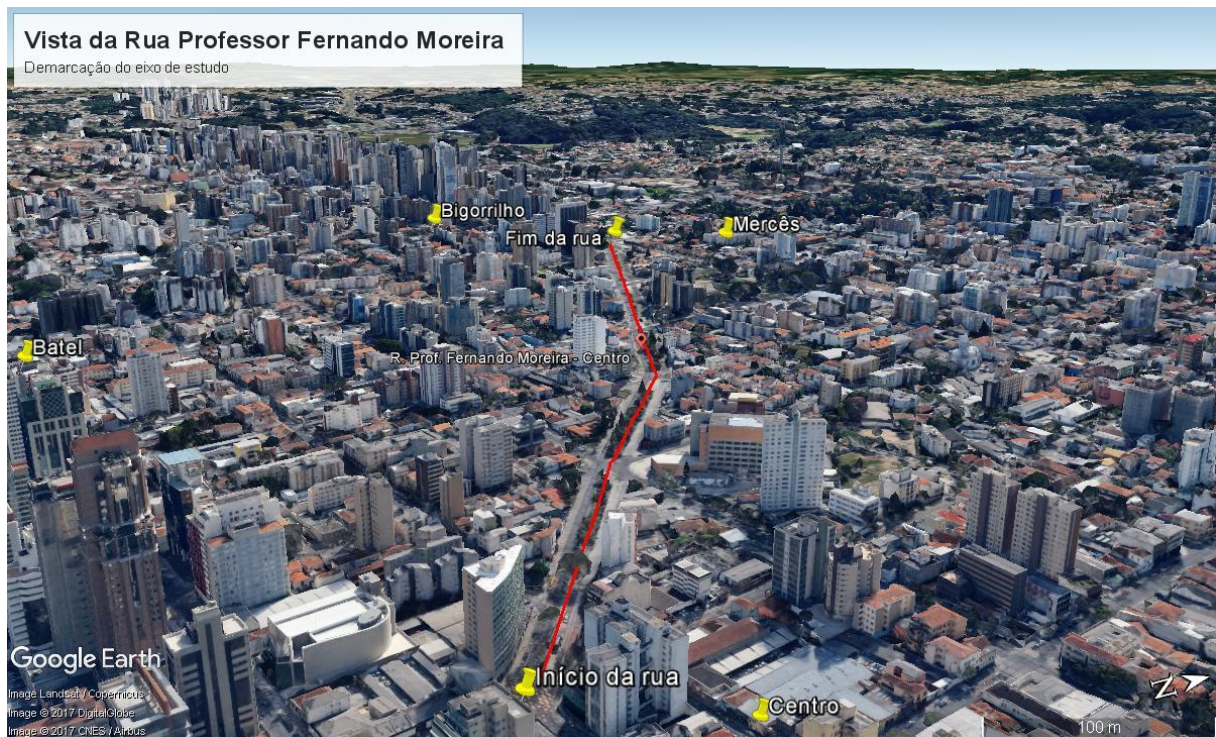 Vista da Rua Professor Fernando Moreira
Demarcação do eixo de estudo
Bigorrilho
Fim da rua
Mercês
Batel
R. Prof. Fernando Moreira - Centro
Início da rua
Centro
Google Earth
Image Landsat / Copernicus
Image © 2017 DigitalGlobe
Image © 2017 CNES / Airbus
N
100 m